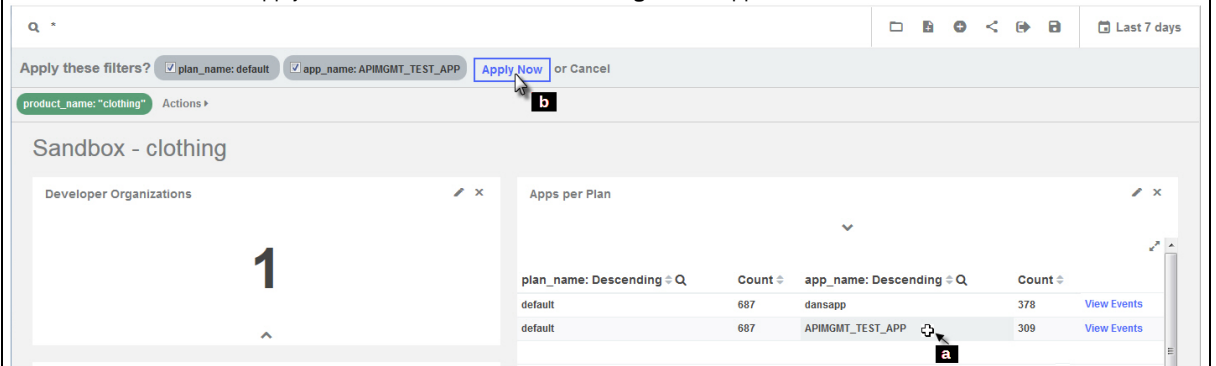 *
Last 7 days
Apply these filters? plan_name: default app_name: APIMGMT_TEST_APP Apply Now or Cancel
b
product_name: "clothing" Actions
Sandbox - clothing
Developer Organizations
Apps per Plan
1
plan_name: Descending Count app_name: Descending Count
default 687 dansapp 378 View Events
default 687 APIMGMT_TEST_APP 309 View Events
a